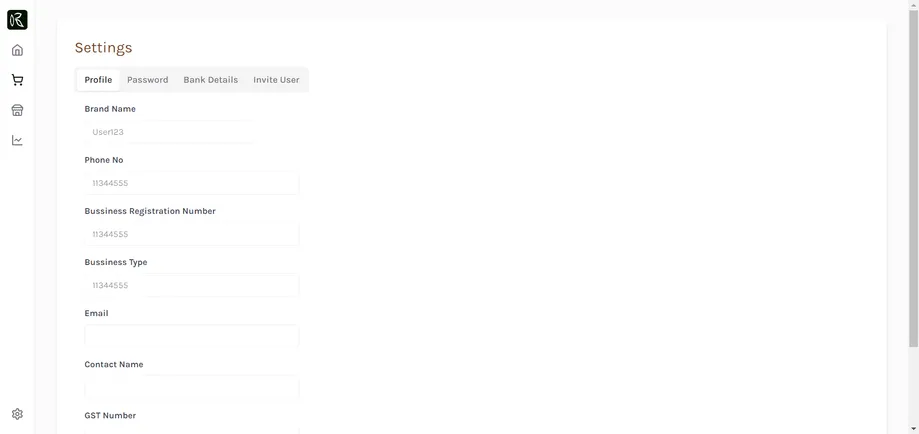 Settings
Profile Password Bank Details Invite User
Brand Name
User123
Phone No
11344555
Bussiness Registration Number
11344555
Bussiness Type
11344555
Email
Contact Name
GST Number